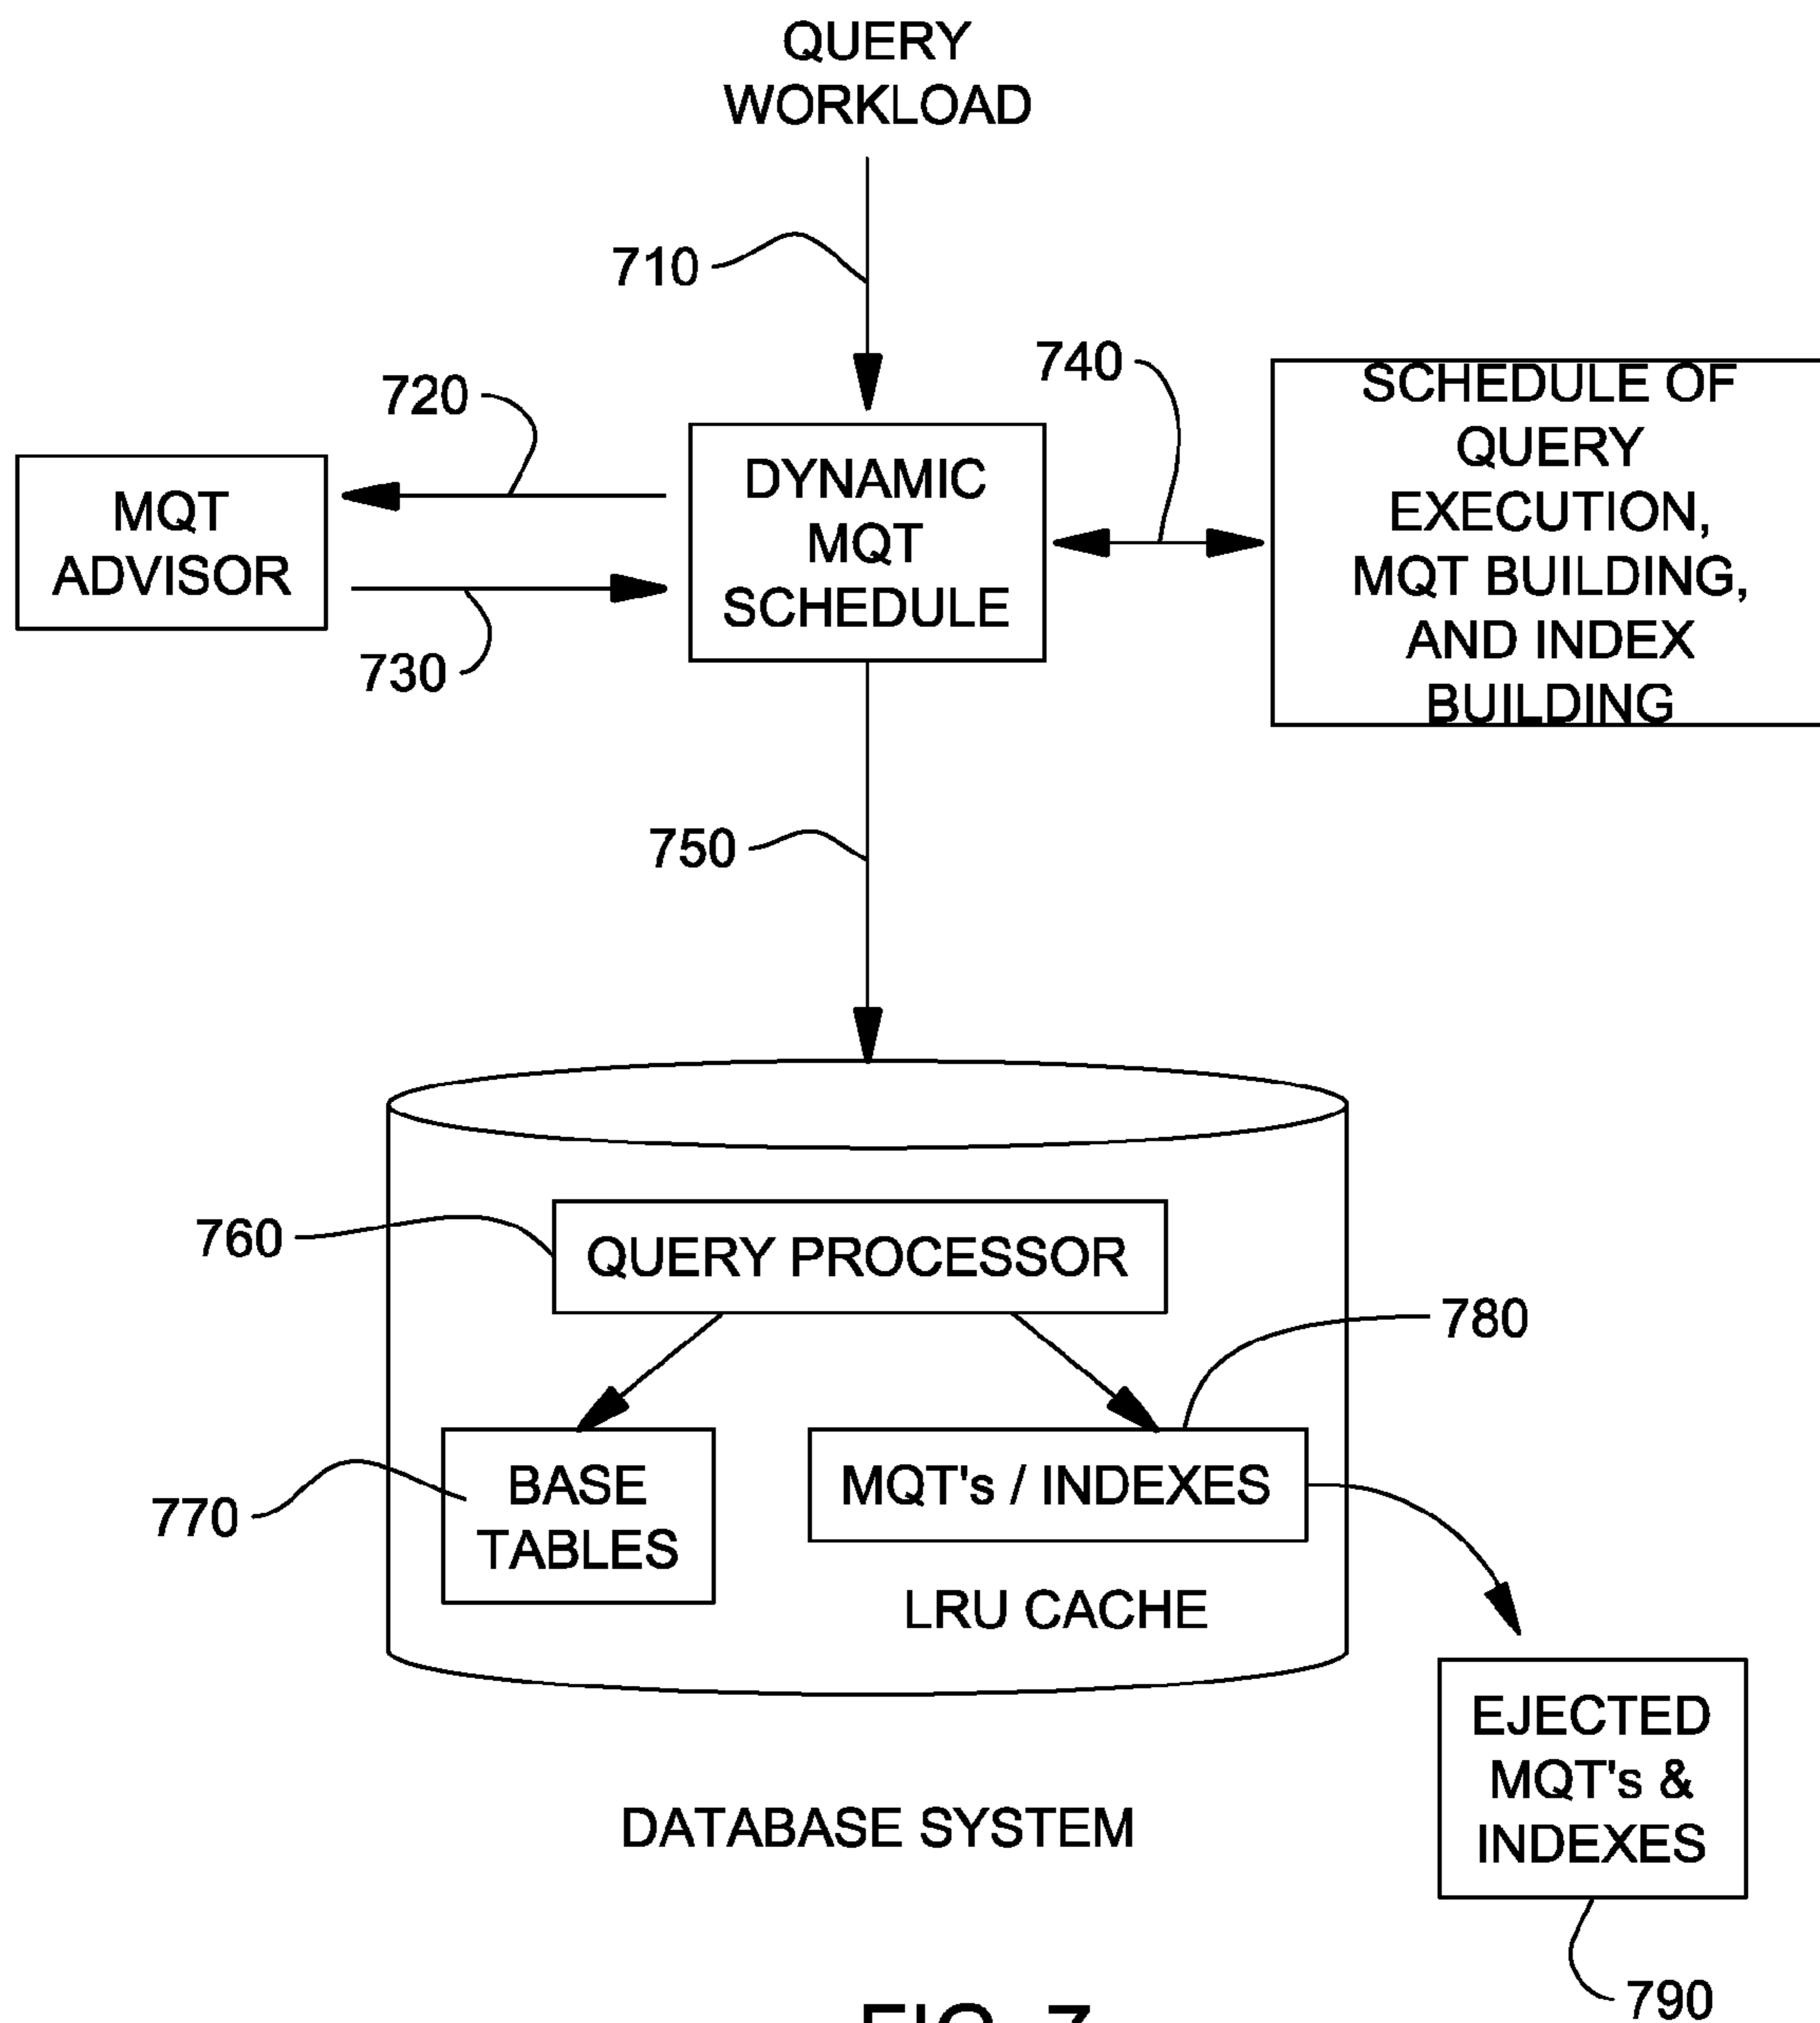 QUERY
WORKLOAD
710
720
740
MQT
ADVISOR
DYNAMIC
MQT
SCHEDULE
SCHEDULE OF
QUERY
EXECUTION,
MQT BUILDING,
AND INDEX
BUILDING
730
750
760
QUERY PROCESSOR
780
770
BASE
TABLES
MQT's / INDEXES
LRU CACHE
EJECTED
MQT's &
INDEXES
DATABASE SYSTEM
790
FIG. 7